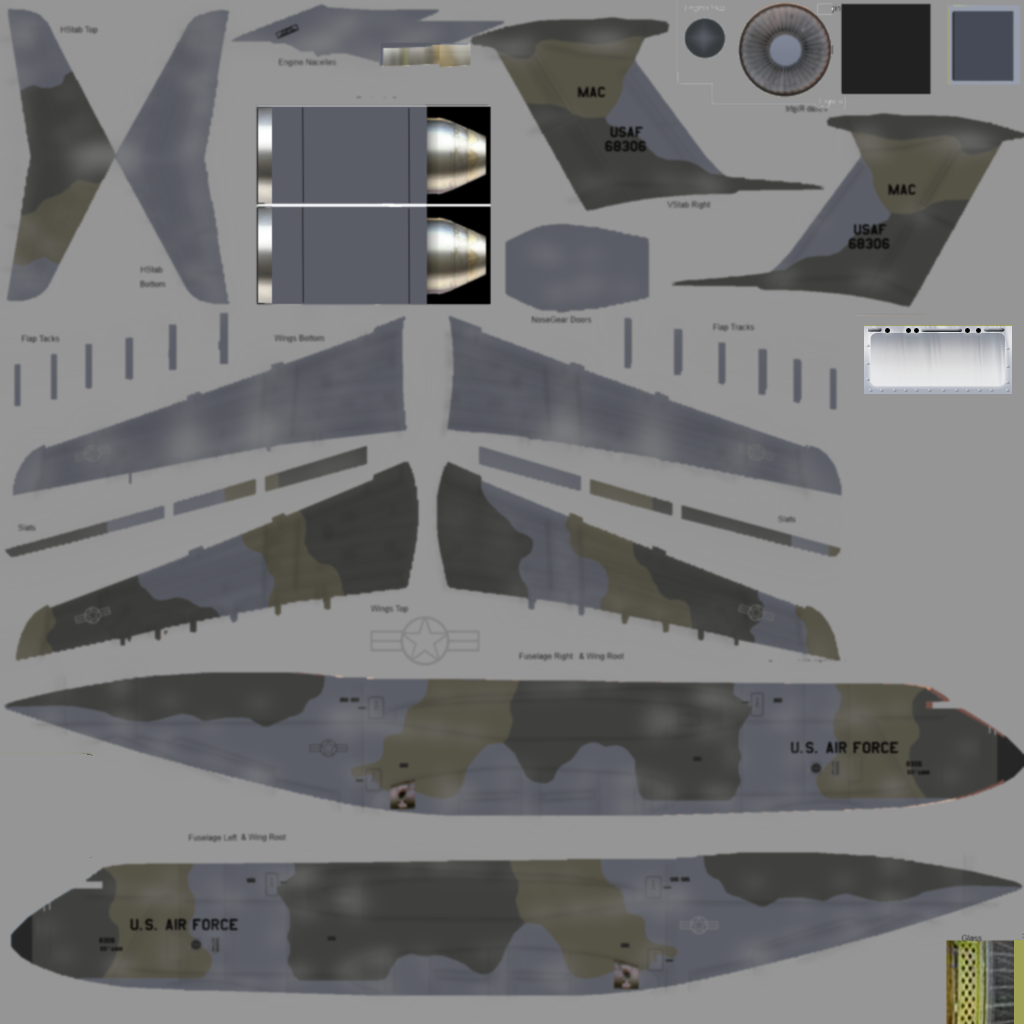 HStab Top
Engine Nacelles
MAC
USAF
68306
VStab Right
MAC
USAF
68306
HStab
Bottom
NoseGear Doors
Flap Tacks
Wings Bottom
Flap Tracks
Slats
Slats
Wings Top
Fuselage Right & Wing Root
U.S. AIR FORCE
Fuselage Left & Wing Root
U.S. AIR FORCE
Glass